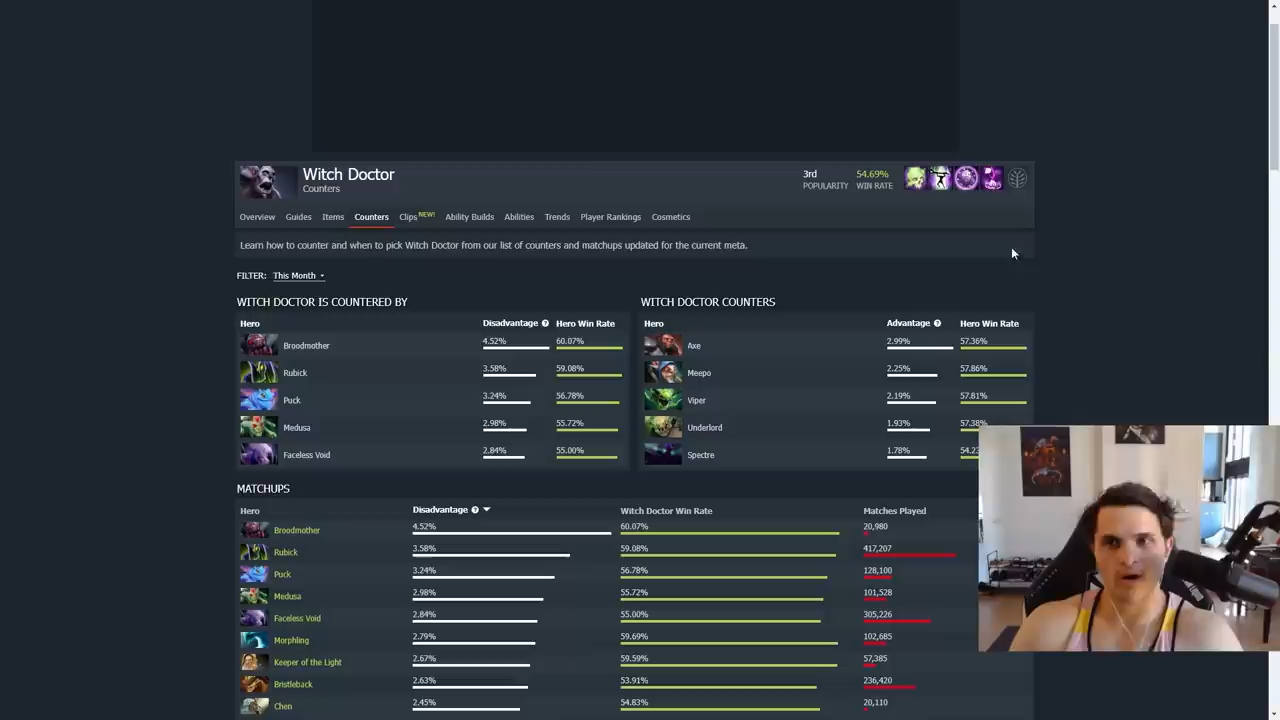 Witch Doctor
Counters
3rd
POPULARITY
54.69%
WIN RATE
Overview Guides Items Counters Clips NEW! Ability Builds Abilities Trends Player Rankings Cosmetics
Learn how to counter and when to pick Witch Doctor from our list of counters and matchups updated for the current meta.
FILTER: This Month
WITCH DOCTOR IS COUNTERED BY
Hero Disadvantage Hero Win Rate
Broodmother 4.52% 60.07%
Rubick 3.58% 59.08%
Puck 3.24% 56.78%
Medusa 2.98% 55.72%
Faceless Void 2.84% 55.00%
WITCH DOCTOR COUNTERS
Hero Advantage Hero Win Rate
Axe 2.99% 57.36%
Meepo 2.25% 57.86%
Viper 2.19% 57.81%
Underlord 1.93% 57.38%
Spectre 1.78%
MATCHUPS
Hero Disadvantage Witch Doctor Win Rate Matches Played
Broodmother 4.52% 60.07% 20,980
Rubick 3.58% 59.08% 417,207
Puck 3.24% 56.78% 128,100
Medusa 2.98% 55.72% 101,528
Faceless Void 2.84% 55.00% 305,226
Morphling 2.79% 59.69% 102,685
Keeper of the Light 2.67% 59.59% 57,385
Bristleback 2.63% 53.91% 236,420
Chen 2.45% 54.83% 20,110